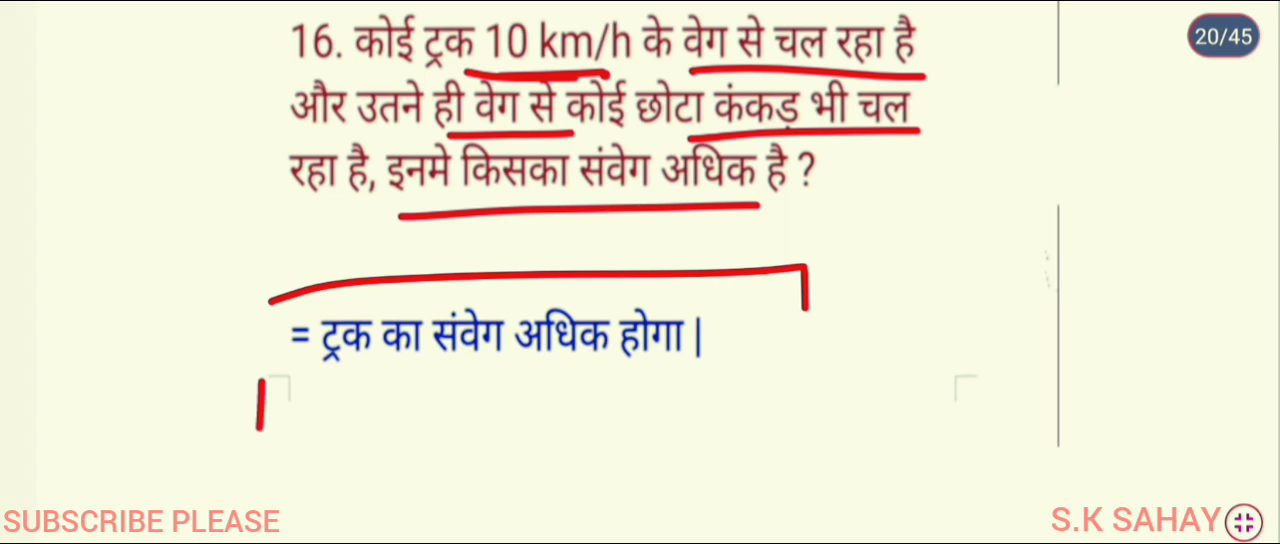 16. कोई ट्रक 10 km/h के वेग से चल रहा है
20/45
और उतने ही वेग से कोई छोटा कंकड़ भी चल
रहा है, इनमे किसका संवेग अधिक है ?
= ट्रक का संवेग अधिक होगा |
SUBSCRIBE PLEASE
S.K SAHAY